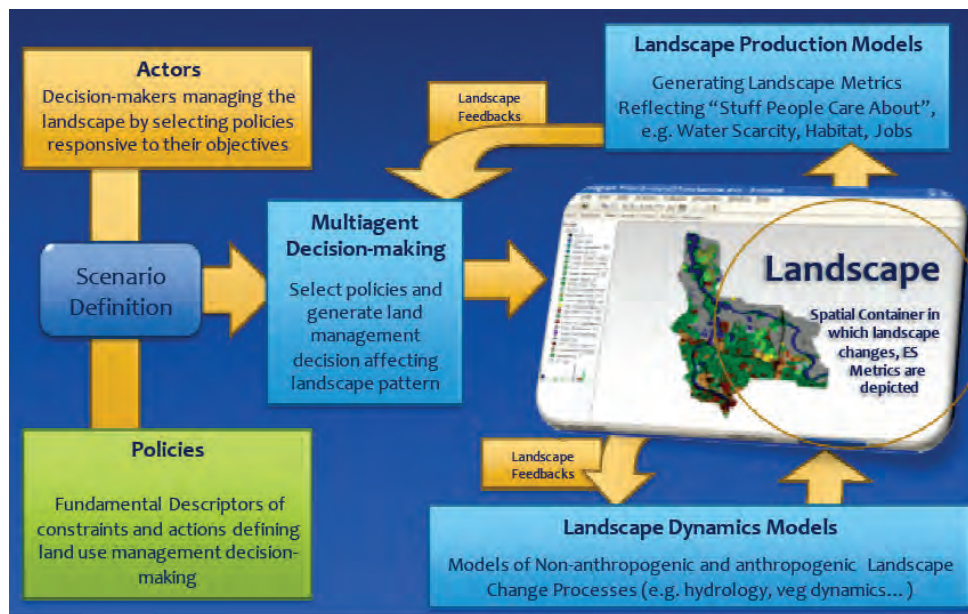 Actors
Decision-makers managing the
landscape by selecting policies
responsive to their objectives
Landscape
Feedbacks
Landscape Production Models
Generating Landscape Metrics
Reflecting “Stuff People Care About”,
e.g. Water Scarcity, Habitat, Jobs
Scenario
Definition
Multiagent
Decision-making
Select policies and
generate land
management
decision affecting
landscape pattern
Landscape
Spatial Container in
which landscape
changes, ES
Metrics are
depicted
Policies
Fundamental Descriptors of
constraints and actions defining
land use management decision-
making
Landscape
Feedbacks
Landscape Dynamics Models
Models of Non-anthropogenic and anthropogenic Landscape
Change Processes (e.g. hydrology, veg dynamics... )